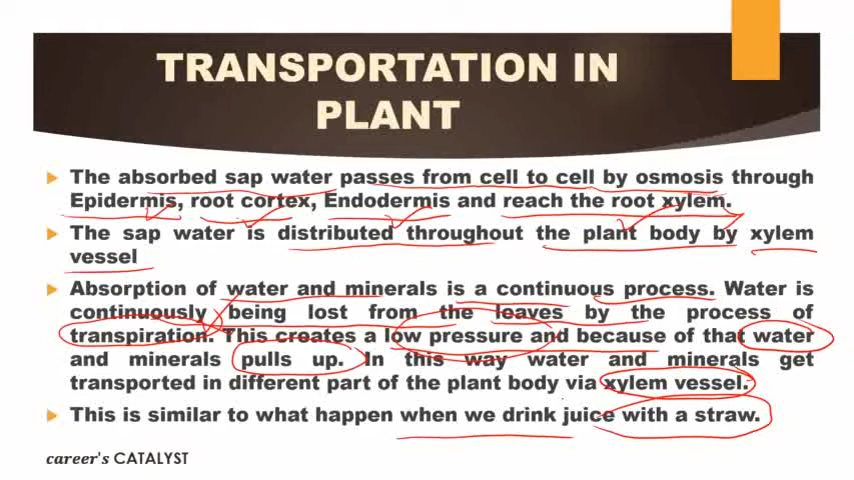 TRANSPORTATION IN
PLANT
The absorbed sap water passes from cell to cell by osmosis through
Epidermis, root cortex, Endodermis and reach the root xylem.
The sap water is distributed throughout the plant body by xylem
vessel
Absorption of water and minerals is a continuous process. Water is
continuously being lost from the leaves by the process of
transpiration. This creates a low pressure and because of that water
and minerals pulls up. In this way water and minerals get
transported in different part of the plant body via xylem vessel.
This is similar to what happen when we drink juice with a straw.
career's CATALYST